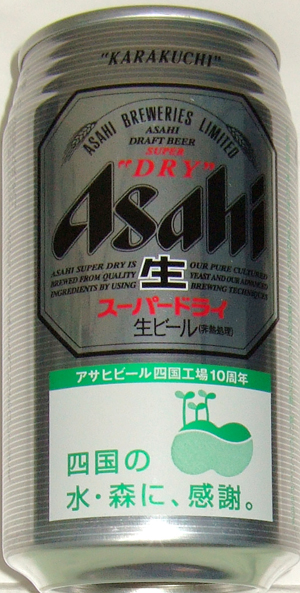 "KARAKUCHI"
ASAHI BREWERIES LIMITED
ASAHI
DRAFT BEER
SUPER
"DRY"
Asahi
ASAHI SUPER DRY IS
BREWED FROM QUALITY
INGREDIENTS BY USING
生
OUR PURE CULTURED
YEAST AND OUR ADVANCED
BREWING TECHNIQUES
スーパードライ
生ビール(非熱処理)
アサヒビール四国工場10周年
四国の
水・森に、感謝。